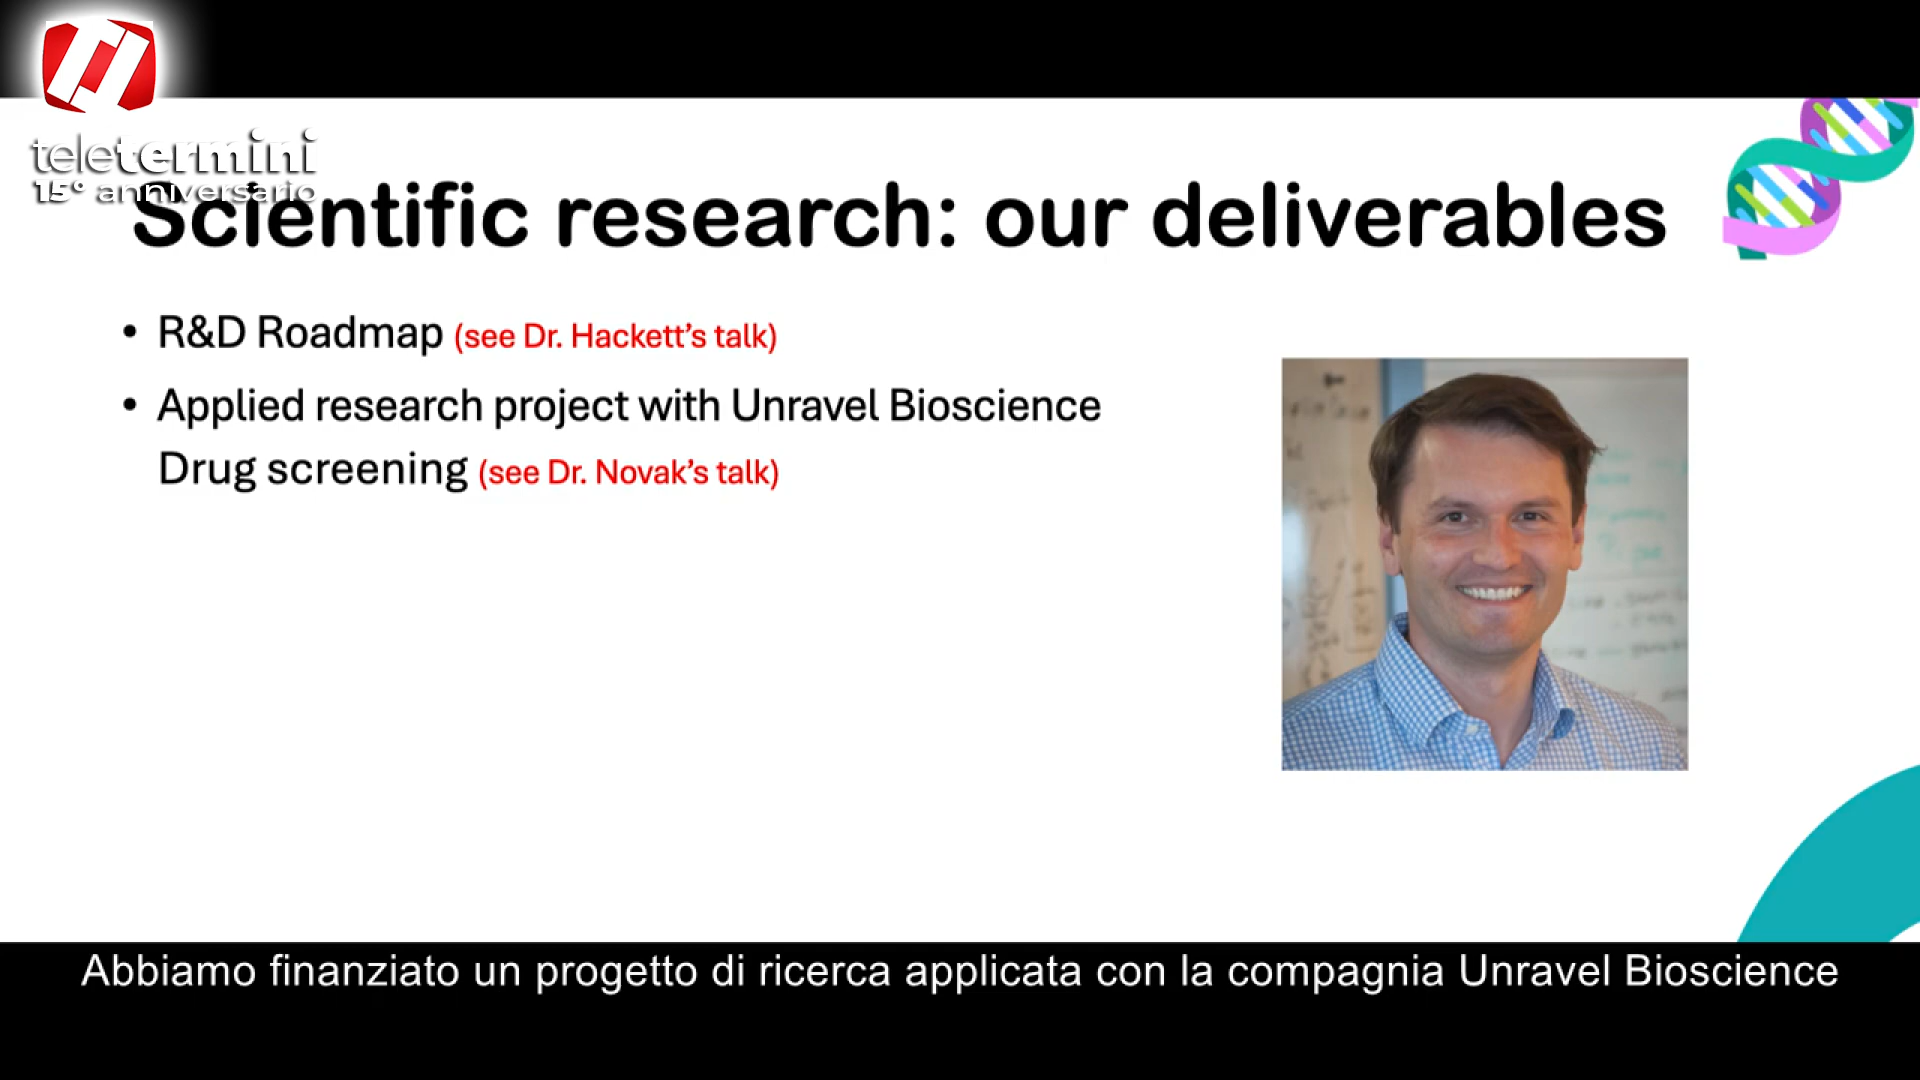 teletermini
15° anniversario
Scientific research: our deliverables
• R&D Roadmap (see Dr. Hackett's talk)
• Applied research project with Unravel Bioscience
Drug screening (see Dr. Novak's talk)
Abbiamo finanziato un progetto di ricerca applicata con la compagnia Unravel Bioscience